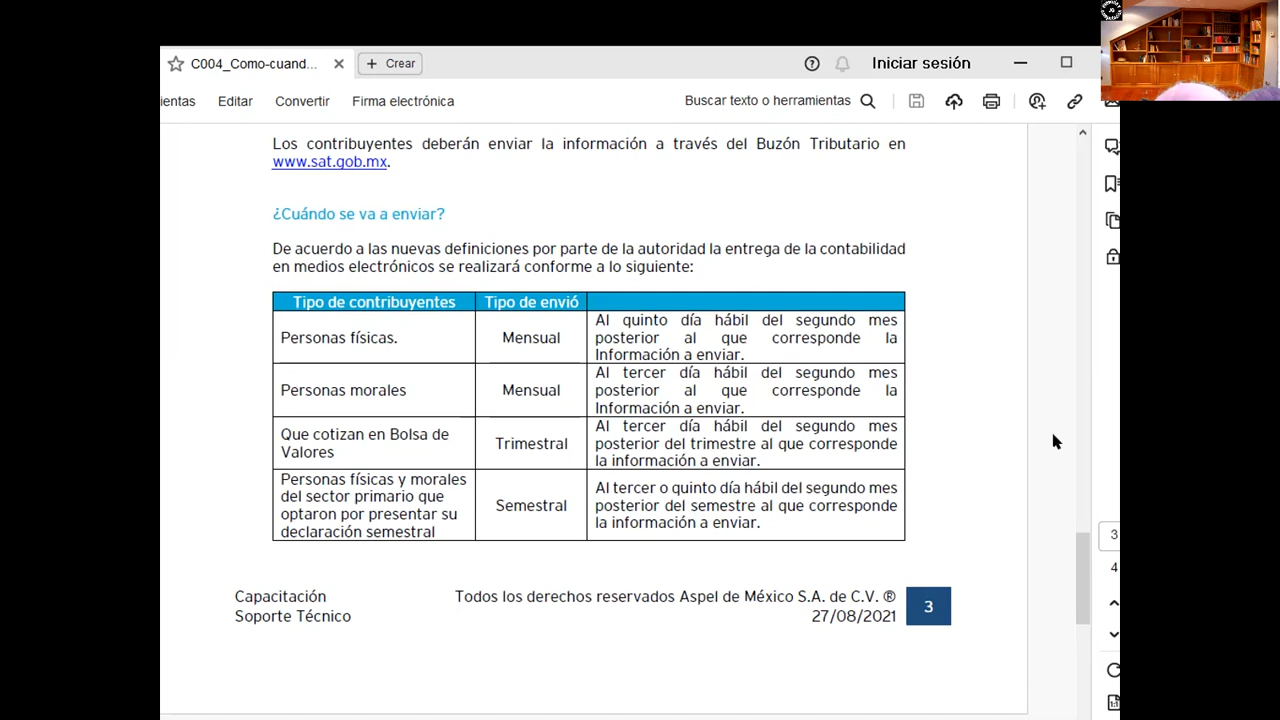 C004_Como-cuand...
Crear
Iniciar sesión
ientas
Editar
Convertir
Firma electrónica
Buscar texto o herramientas
Los contribuyentes deberán enviar la información a través del Buzón Tributario en
www.sat.gob.mx.
¿Cuándo se va a enviar?
De acuerdo a las nuevas definiciones por parte de la autoridad la entrega de la contabilidad
en medios electrónicos se realizará conforme a lo siguiente:
Tipo de contribuyentes
Tipo de envió
Personas físicas.
Mensual
Al quinto día hábil del segundo mes
posterior al que corresponde la
Información a enviar.
Personas morales
Mensual
Al tercer día hábil del segundo mes
posterior al que corresponde la
Información a enviar.
Que cotizan en Bolsa de
Valores
Trimestral
Al tercer día hábil del segundo mes
posterior del trimestre al que corresponde
la información a enviar.
Personas físicas y morales
del sector primario que
optaron por presentar su
declaración semestral
Semestral
Al tercer o quinto día hábil del segundo mes
posterior del semestre al que corresponde
la información a enviar.
Capacitación
Soporte Técnico
Todos los derechos reservados Aspel de México S.A. de C.V. ®
27/08/2021
3
3
4
1:1